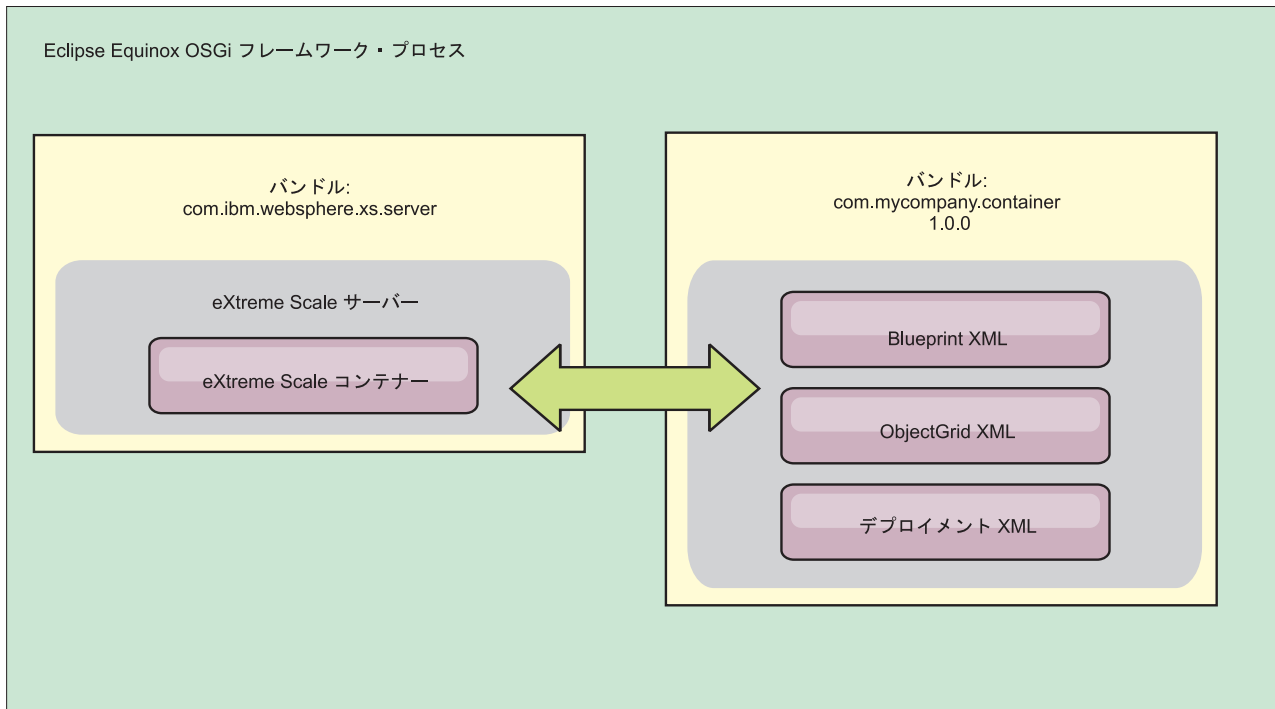 Eclipse Equinox OSGi フレームワーク・プロセス
バンドル:
com.ibm.websphere.xs.server
eXtreme Scale サーバー
eXtreme Scale コンテナー
バンドル:
com.mycompany.container
1.0.0
Blueprint XML
ObjectGrid XML
デプロイメント XML